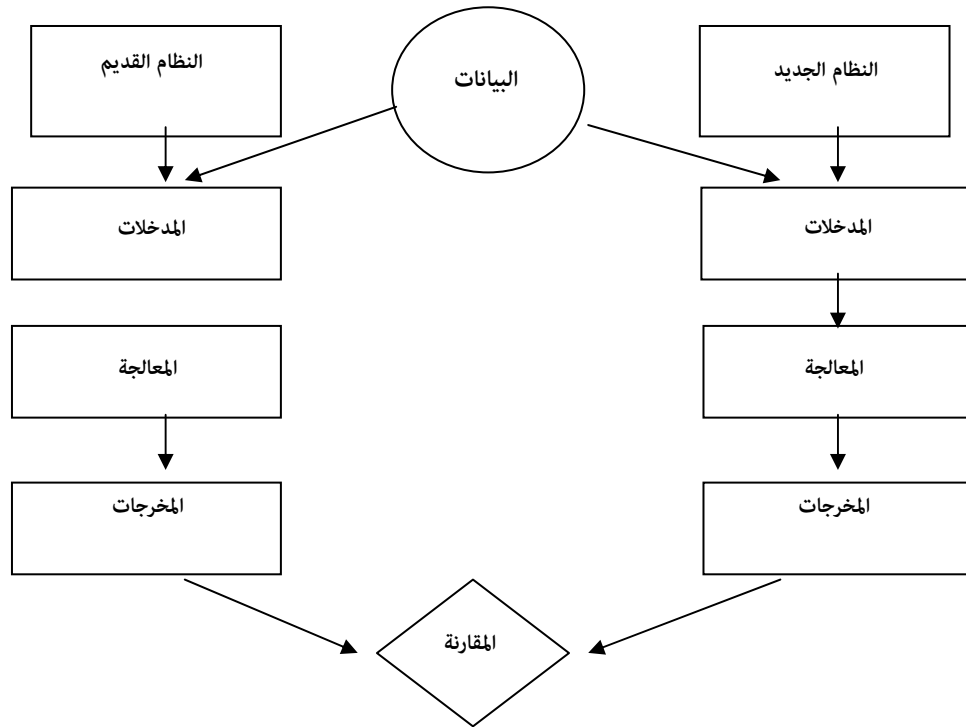 النظام الجديد
البيانات
النظام القديم
المدخلات
المدخلات
المعالجة
المعالجة
المخرجات
المخرجات
المقارنة